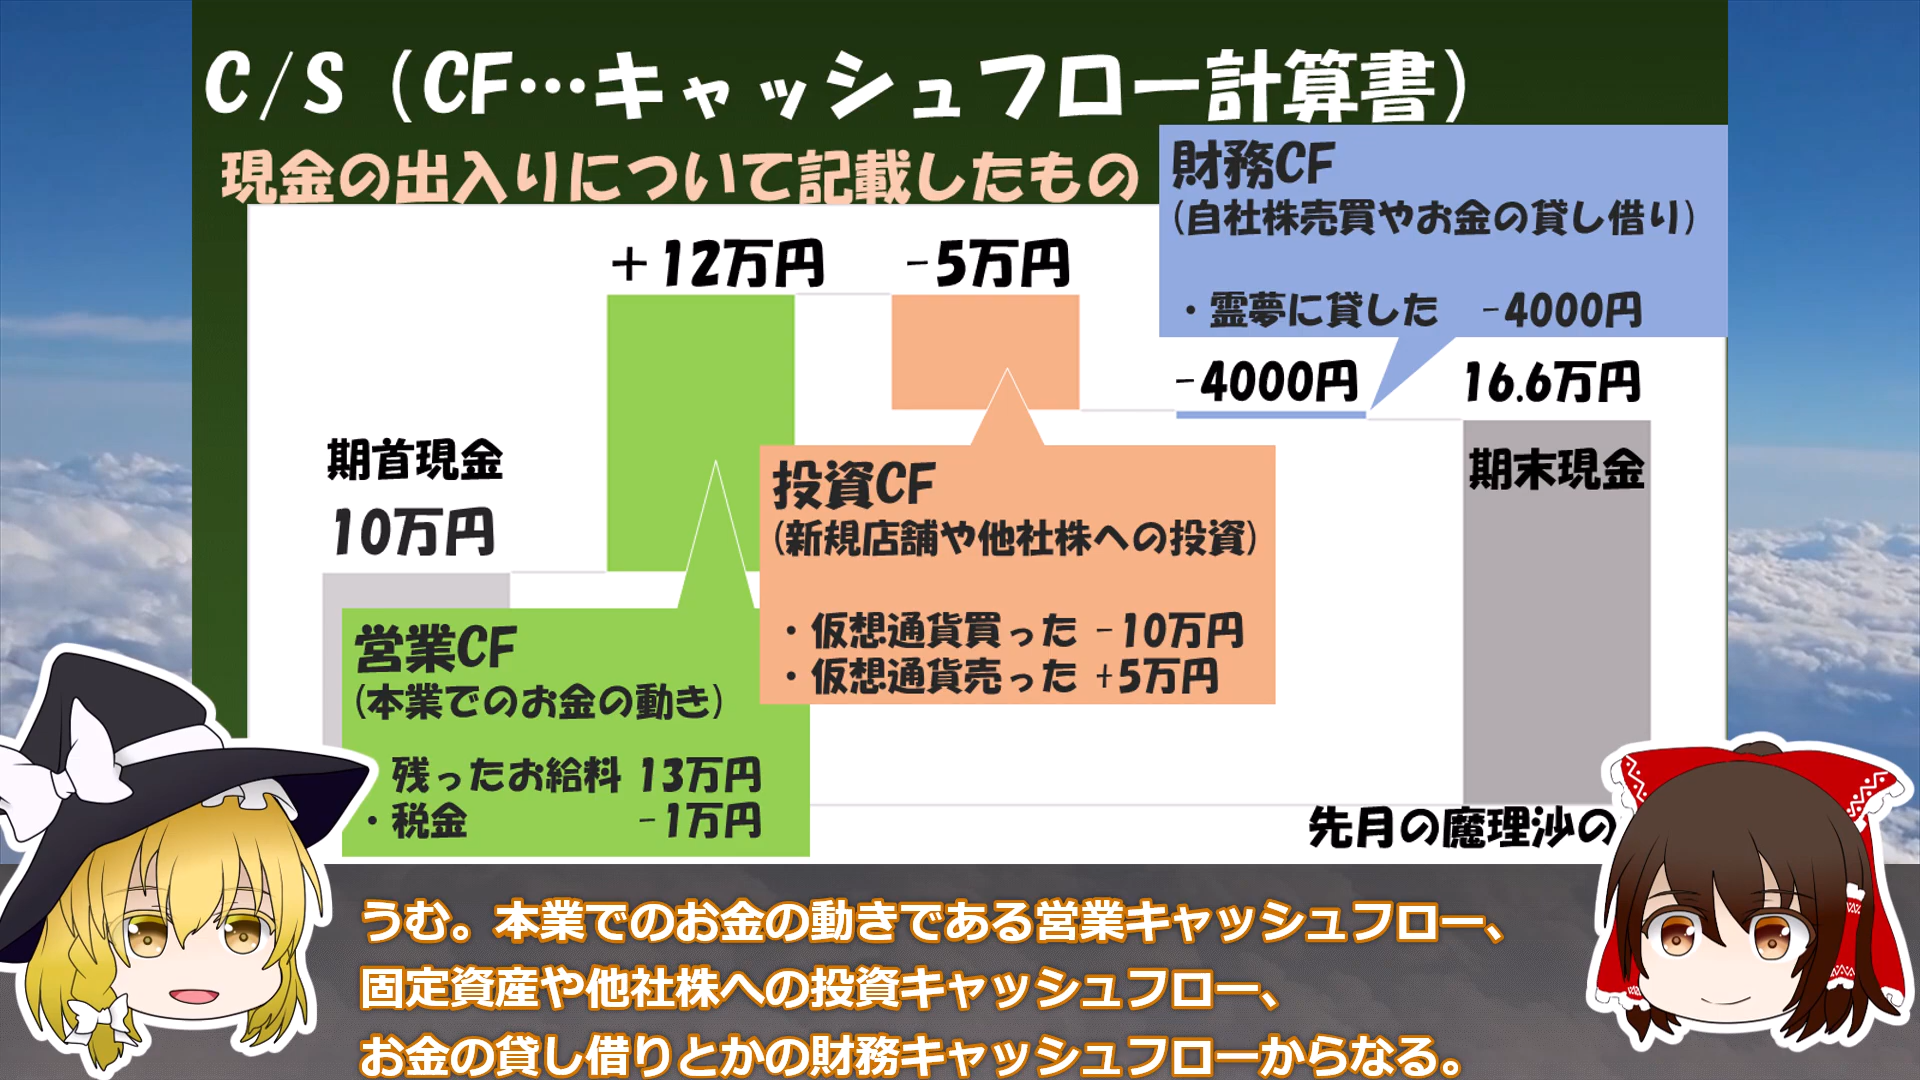 C/S（CF…キャッシュフロー計算書）
現金の出入りについて記載したもの
財務CF
(自社株売買やお金の貸し借り)
・霊夢に貸した -4000円
+12万円
-5万円
-4000円
16.6万円
期首現金
10万円
期末現金
投資CF
(新規店舗や他社株への投資)
・仮想通貨買った -10万円
・仮想通貨売った +5万円
営業CF
(本業でのお金の動き)
残ったお給料 13万円
・税金 -1万円
先月の魔理沙の
うむ。本業でのお金の動きである営業キャッシュフロー、
固定資産や他社株への投資キャッシュフロー、
お金の貸し借りとかの財務キャッシュフローからなる。